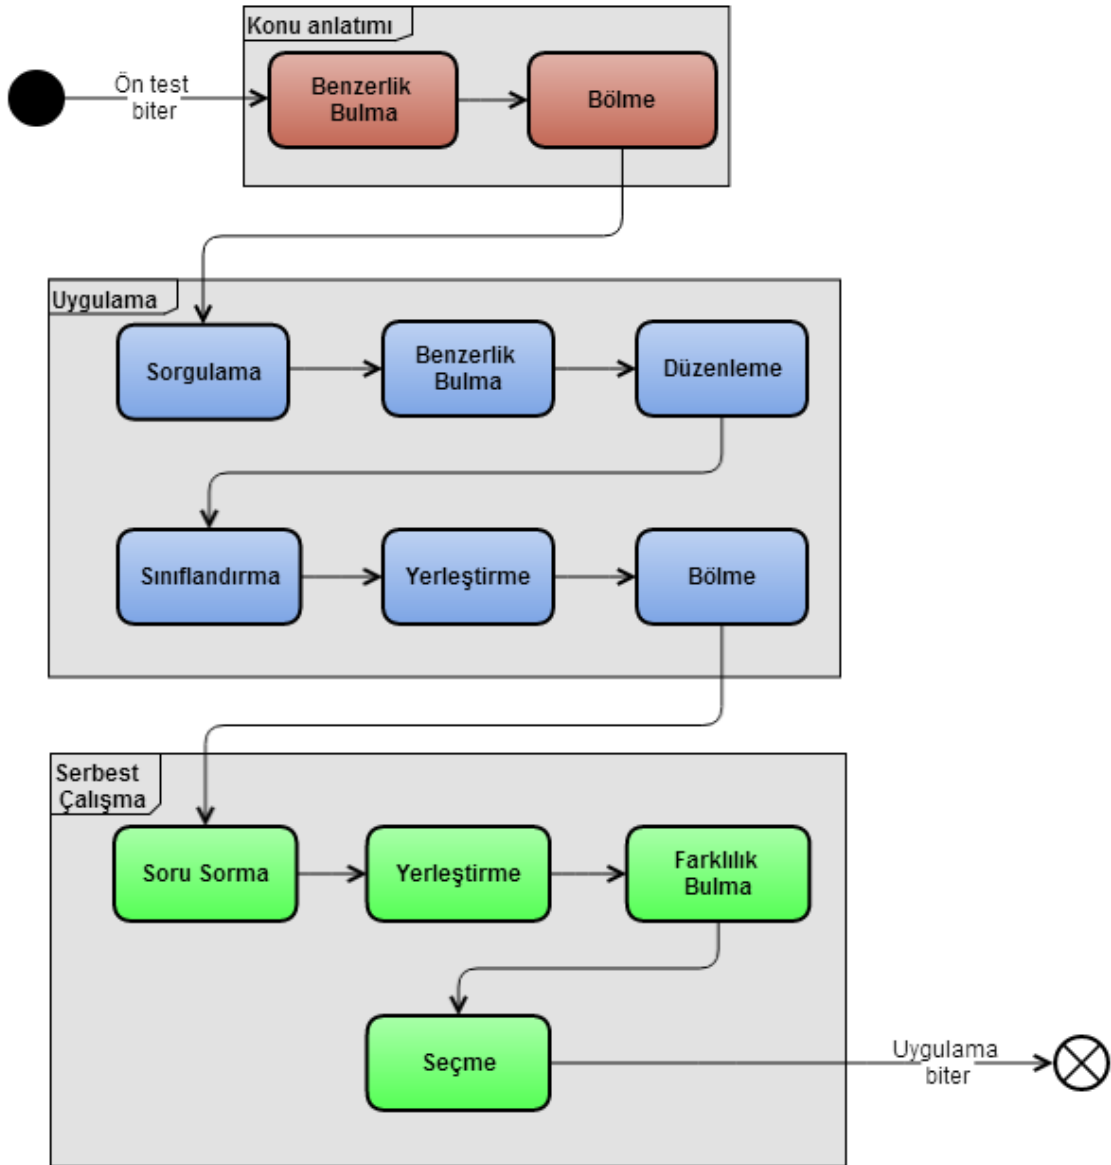 Konu anlatımı
Ön test
biter
Benzerlik
Bulma
Bölme
Uygulama
Sorgulama
Benzerlik
Bulma
Düzenleme
Sınıflandırma
Yerleştirme
Bölme
Serbest
Çalışma
Soru Sorma
Yerleştirme
Farklılık
Bulma
Seçme
Uygulama
biter